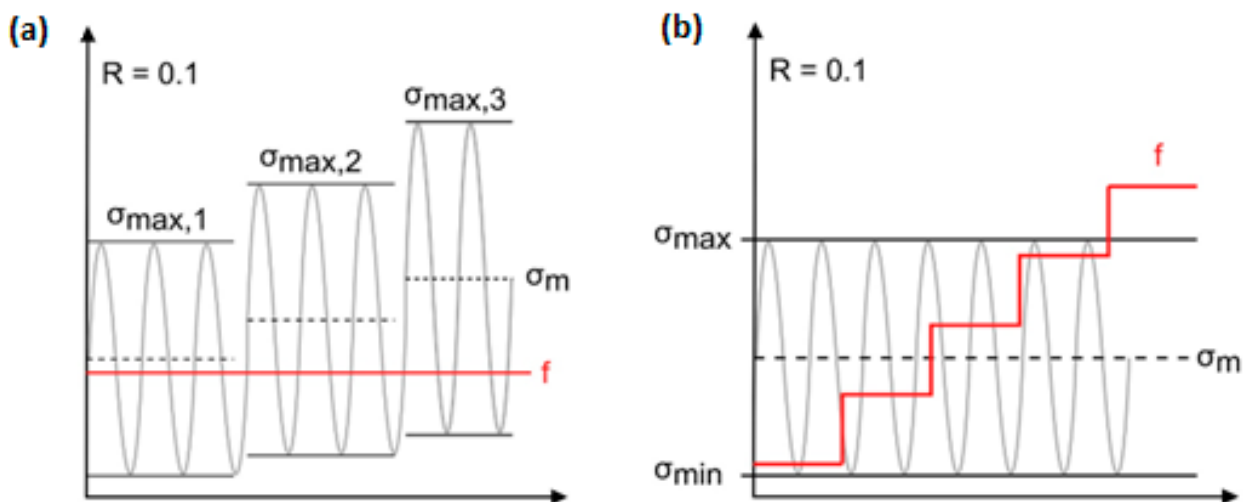 (a)
R = 0.1
σmax,1
σmax,2
σmax,3
σm
f
(b)
R = 0.1
f
σmax
σm
σmin